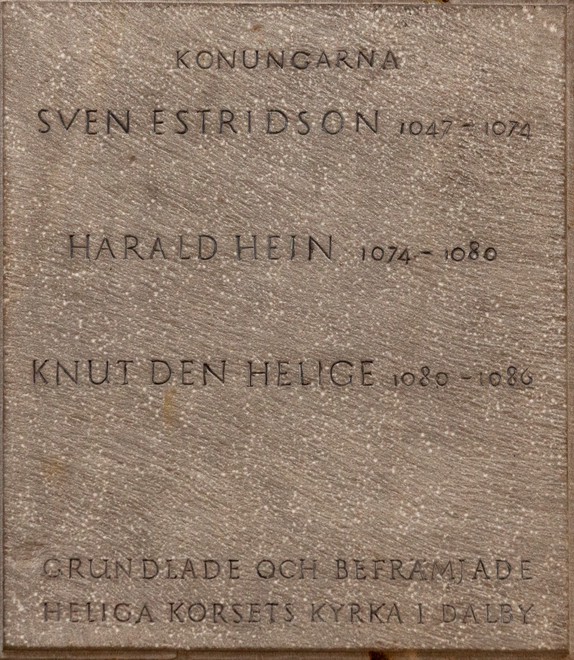 KONUNGARNA
SVEN ESTRIDSON 1047-1074
HARALD HEIN 1074-1080
KNUT DEN HELIGE 1080-1086
GRUNDLADE OCH BEFRÄMJADE
HELIGA KORSETS KYRKA I DALBY